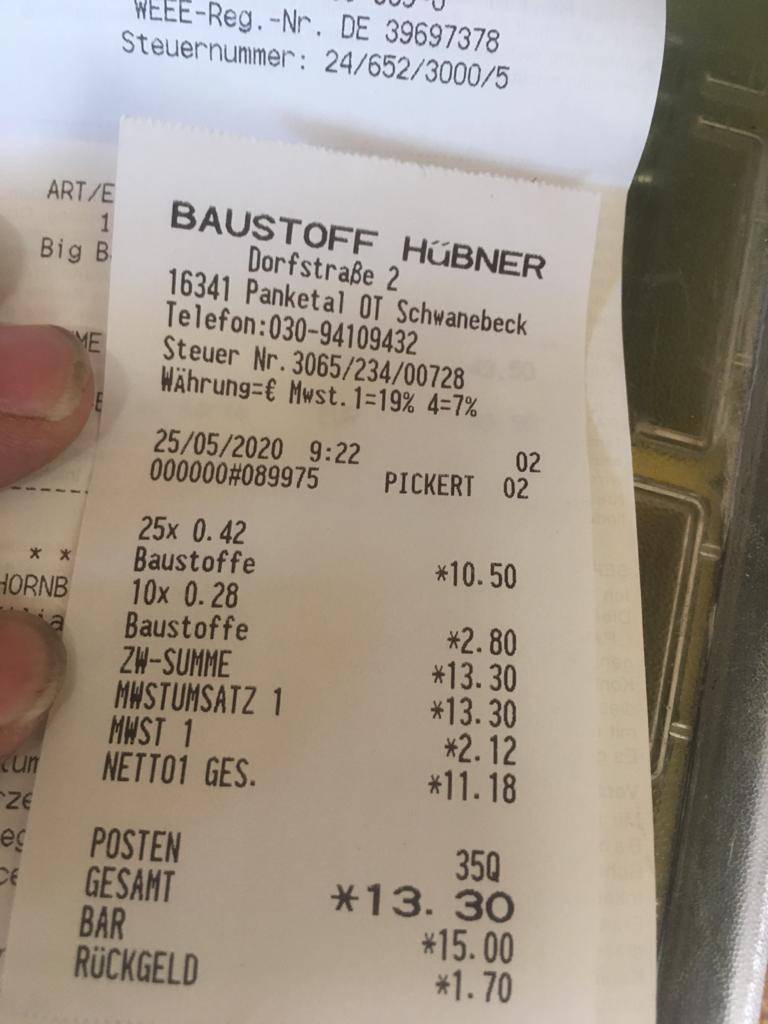 WEEE-Reg.-Nr. DE 39697378
Steuernummer: 24/652/3000/5
ART/E
1
Big B
BAUSTOFF HüBNER
Dorfstraße 2
16341 Panketal OT Schwanebeck
Telefon:030-94109432
Steuer Nr.3065/234/00728
Währung=€ Mwst.1=19% 4=7%
25/05/2020 9:22 02
000000#089975 PICKERT 02
25x 0.42
Baustoffe *10.50
10x 0.28
Baustoffe *2.80
ZW-SUMME *13.30
MWSTUMSATZ 1 *13.30
MWST 1 *2.12
NETTO1 GES. *11.18
POSTEN 35Q
GESAMT *13.30
BAR *15.00
RÜCKGELD *1.70
* *
HORNB